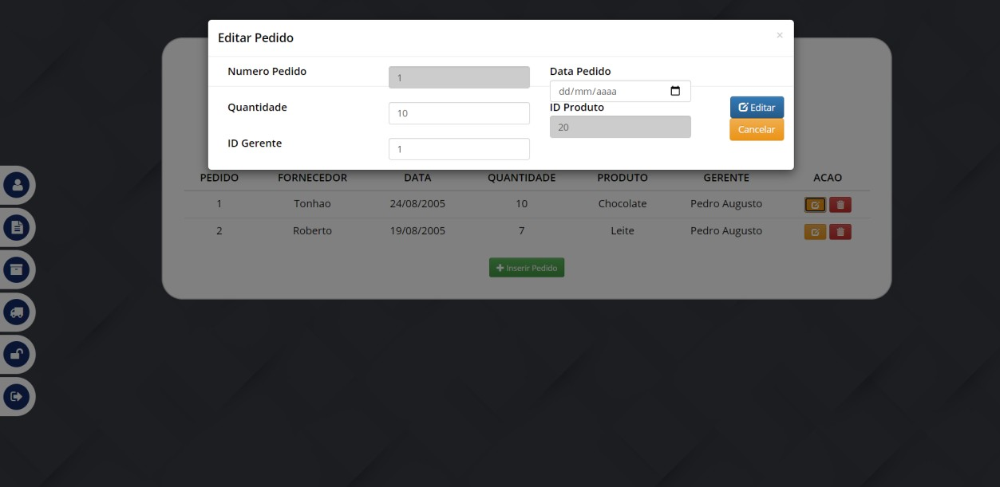 Editar Pedido
×
Numero Pedido
1
Data Pedido
dd/mm/aaaa
Quantidade
10
ID Produto
20
Editar
Cancelar
ID Gerente
1
PEDIDO FORNECEDOR DATA QUANTIDADE PRODUTO GERENTE ACAO
1 Tonhao 24/08/2005 10 Chocolate Pedro Augusto
2 Roberto 19/08/2005 7 Leite Pedro Augusto
Inserir Pedido